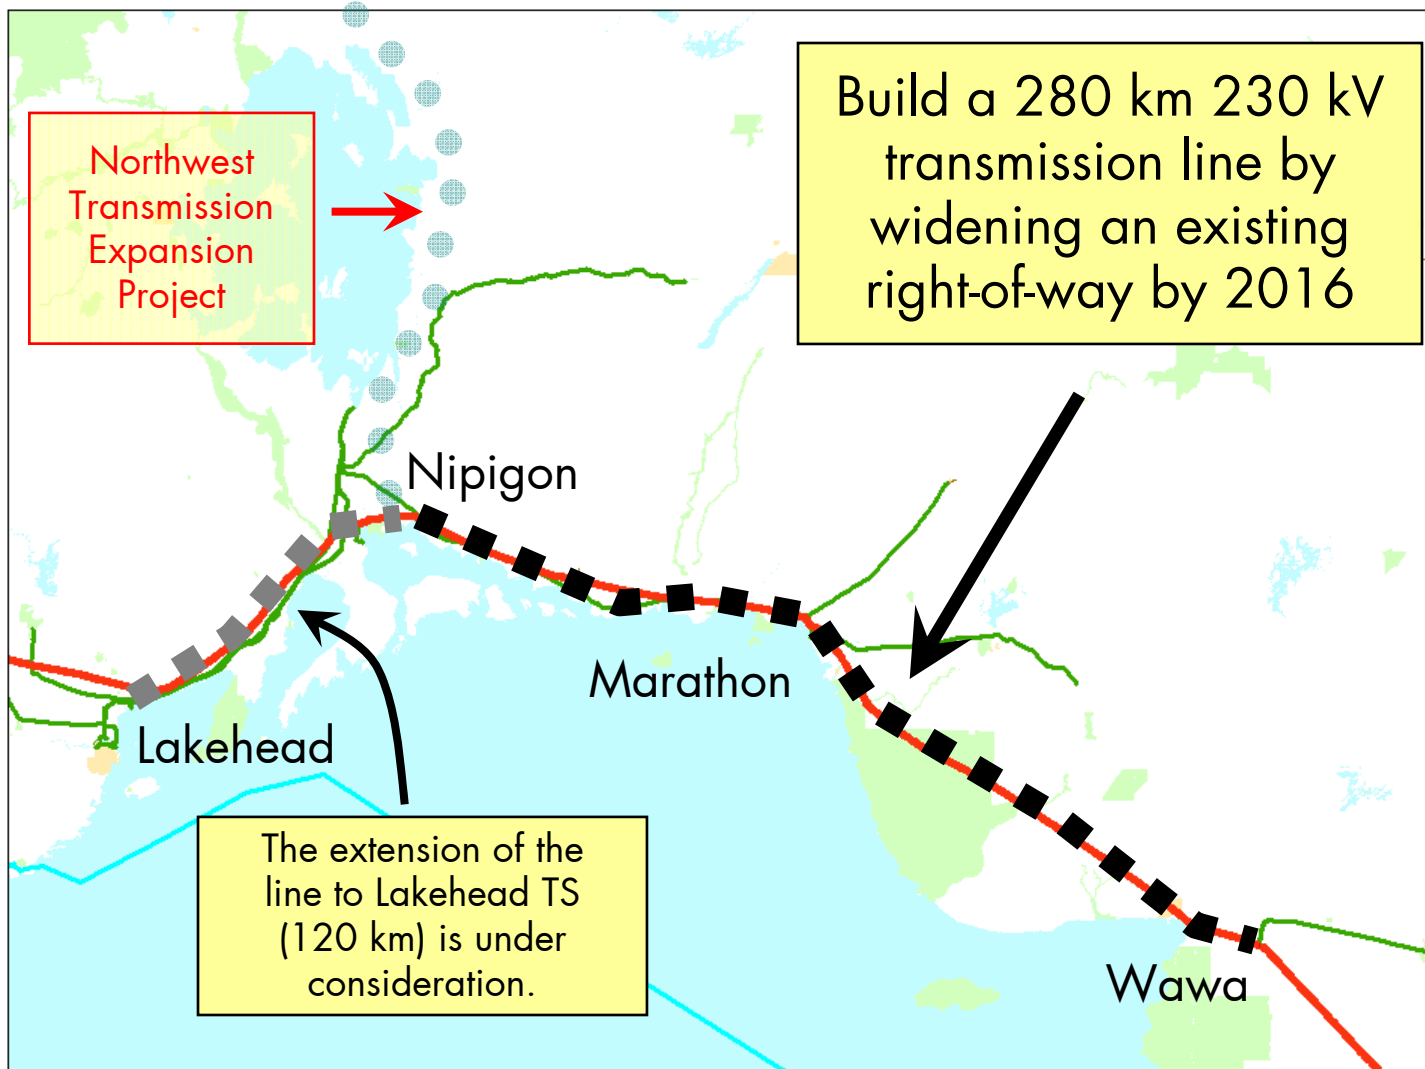 Northwest
Transmission
Expansion
Project
Build a 280 km 230 kV
transmission line by
widening an existing
right-of-way by 2016
Nipigon
Marathon
Lakehead
The extension of the
line to Lakehead TS
(120 km) is under
consideration.
Wawa